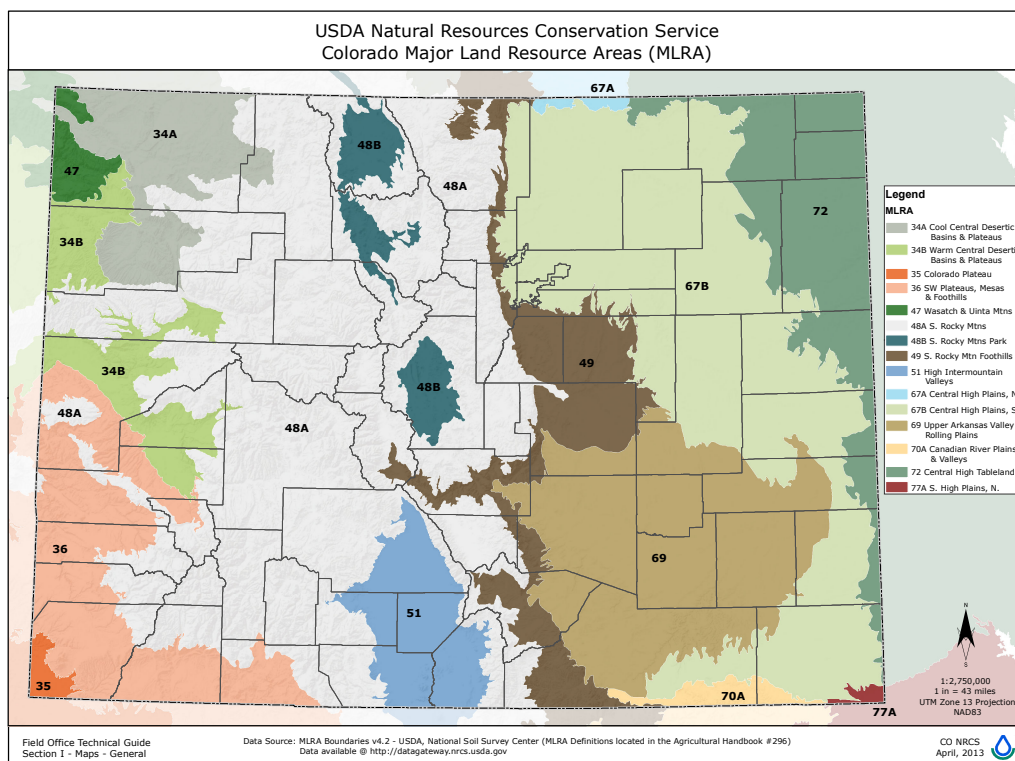 USDA Natural Resources Conservation Service
Colorado Major Land Resource Areas (MLRA)
67A
34A
48B
47
48A
72
34B
67B
34B
49
48B
48A
48A
36
69
51
35
70A
77A
Legend
MLRA
34A Cool Central Desertic
Basins & Plateaus
34B Warm Central Deserti
Basins & Plateaus
35 Colorado Plateau
36 SW Plateaus, Mesas
& Foothills
47 Wasatch & Uinta Mtns
48A S. Rocky Mtns
48B S. Rocky Mtns Park
49 S. Rocky Mtn Foothills
51 High Intermountain
Valleys
67A Central High Plains, N
67B Central High Plains, S
69 Upper Arkansas Valley
Rolling Plains
70A Canadian River Plains
& Valleys
72 Central High Tableland
77A S. High Plains, N.
N
S
1:2,750,000
1 in = 43 miles
UTM Zone 13 Projection
NAD83
Field Office Technical Guide
Section I - Maps - General
Data Source: MLRA Boundaries v4.2 - USDA, National Soil Survey Center (MLRA Definitions located in the Agricultural Handbook #296)
Data available @ http://datagateway.nrcs.usda.gov
CO NRCS
April, 2013